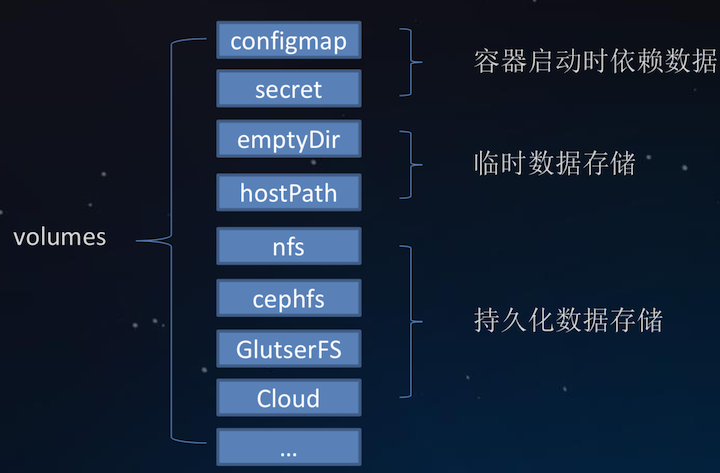 volumes
configmap
secret
容器启动时依赖数据
emptyDir
hostPath
临时数据存储
nfs
cephfs
GlutserFS
Cloud
持久化数据存储
...